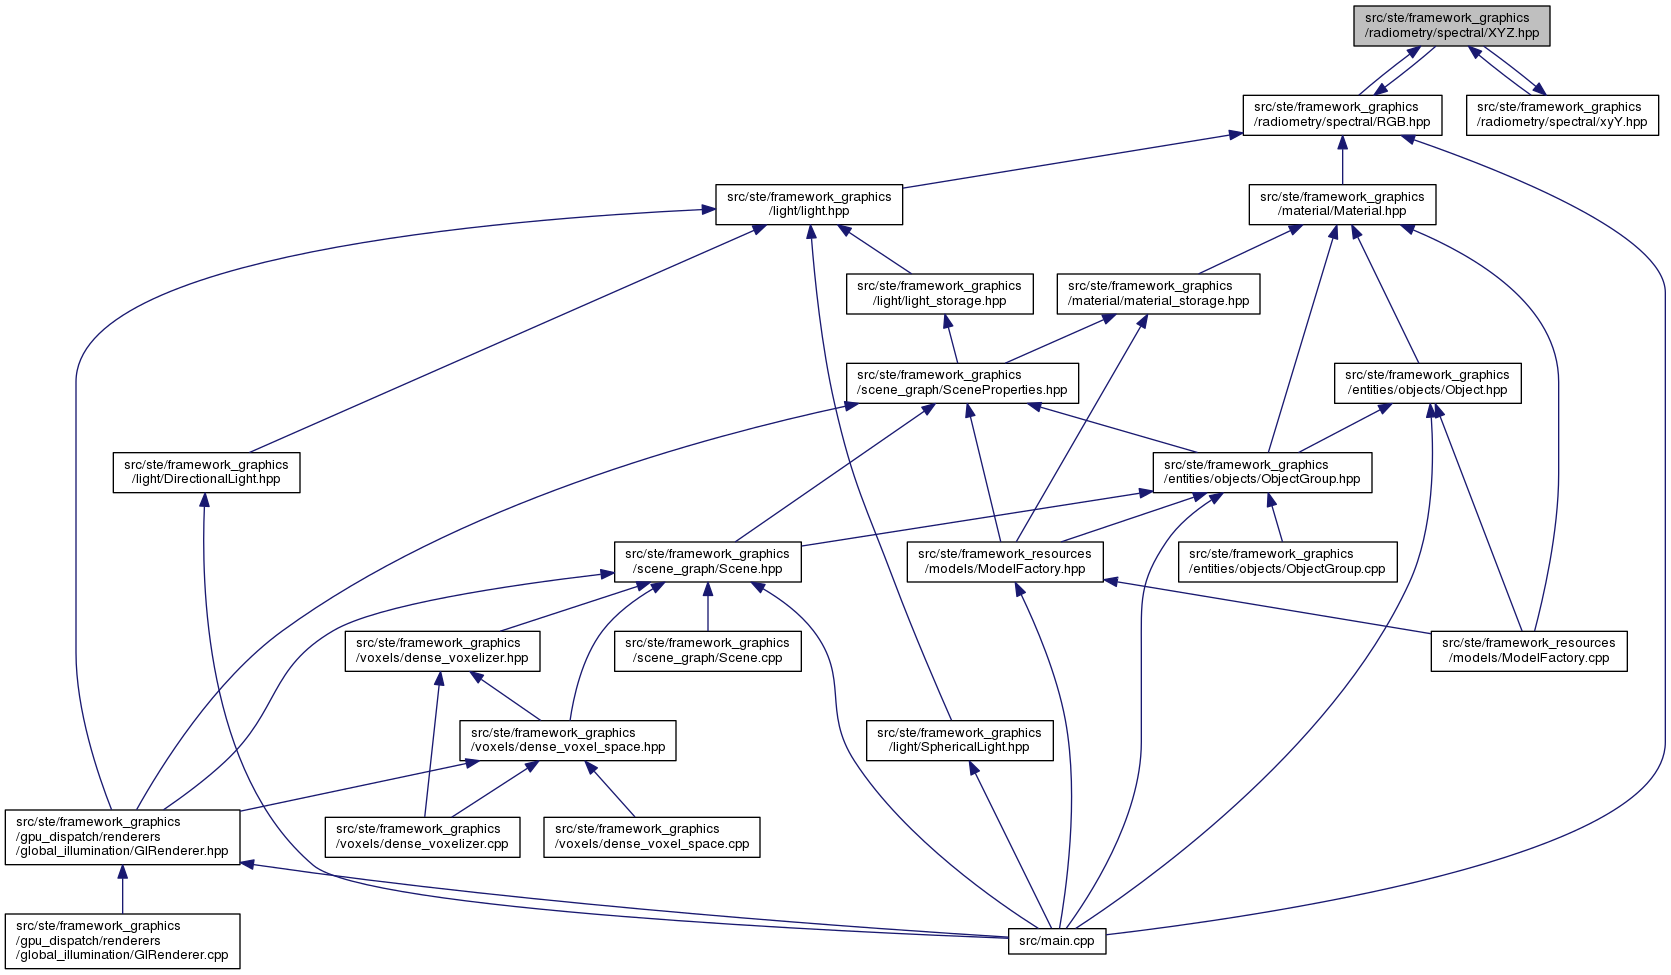 src/ste/framework_graphics
/radiometry/spectral/XYZ.hpp
src/ste/framework_graphics
/radiometry/spectral/RGB.hpp
src/ste/framework_graphics
/radiometry/spectral/xyY.hpp
src/ste/framework_graphics
/light/light.hpp
src/ste/framework_graphics
/material/Material.hpp
src/ste/framework_graphics
/light/light_storage.hpp
src/ste/framework_graphics
/material/material_storage.hpp
src/ste/framework_graphics
/scene_graph/SceneProperties.hpp
src/ste/framework_graphics
/entities/objects/Object.hpp
src/ste/framework_graphics
/light/DirectionalLight.hpp
src/ste/framework_graphics
/entities/objects/ObjectGroup.hpp
src/ste/framework_graphics
/scene_graph/Scene.hpp
src/ste/framework_resources
/models/ModelFactory.hpp
src/ste/framework_graphics
/entities/objects/ObjectGroup.cpp
src/ste/framework_graphics
/voxels/dense_voxelizer.hpp
src/ste/framework_graphics
/scene_graph/Scene.cpp
src/ste/framework_resources
/models/ModelFactory.cpp
src/ste/framework_graphics
/voxels/dense_voxel_space.hpp
src/ste/framework_graphics
/light/SphericalLight.hpp
src/ste/framework_graphics
/gpu_dispatch/renderers
/global_illumination/GIRenderer.hpp
src/ste/framework_graphics
/voxels/dense_voxelizer.cpp
src/ste/framework_graphics
/voxels/dense_voxel_space.cpp
src/ste/framework_graphics
/gpu_dispatch/renderers
/global_illumination/GIRenderer.cpp
src/main.cpp